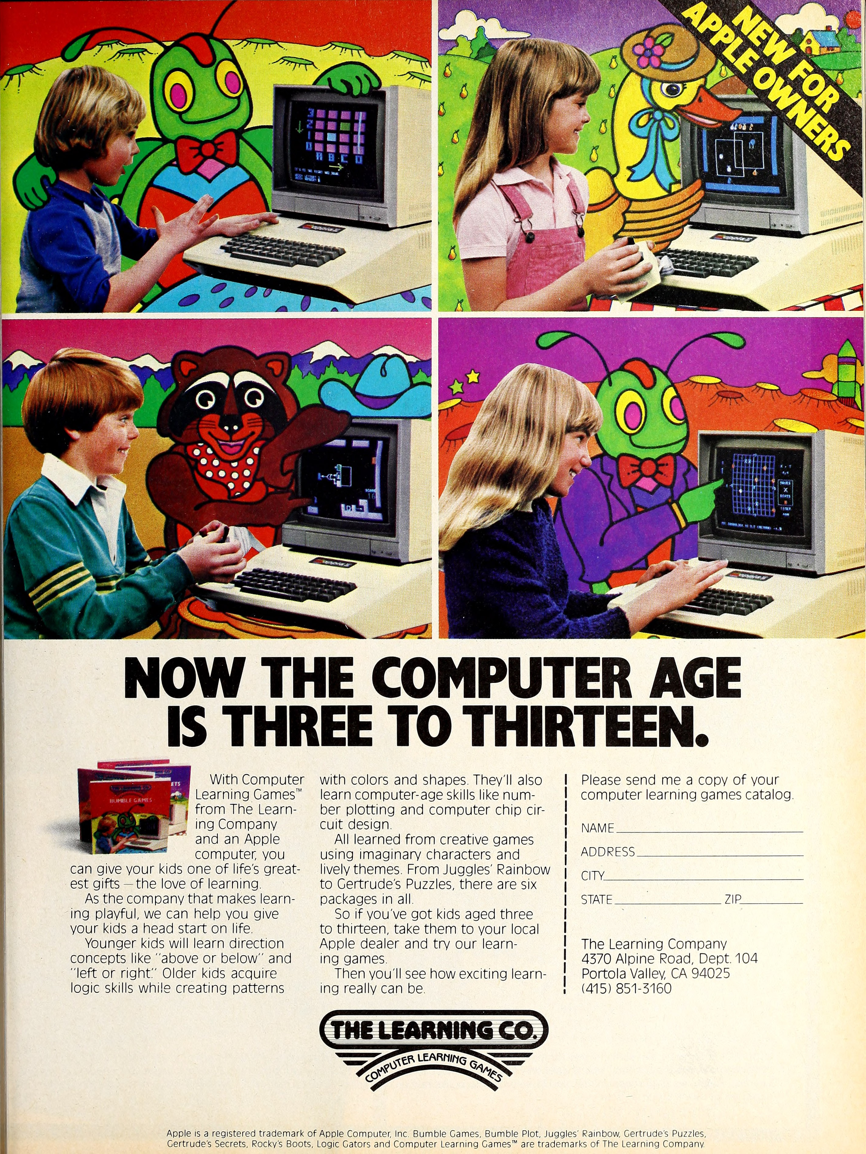 NEW FOR
APPLE OWNERS
NOW THE COMPUTER AGE
IS THREE TO THIRTEEN.
BUMBLE GAMES
With Computer
Learning Games™
from The Learn-
ing Company
and an Apple
computer, you
can give your kids one of life's great-
est gifts – the love of learning.
As the company that makes learn-
ing playful, we can help you give
your kids a head start on life.
Younger kids will learn direction
concepts like "above or below" and
"left or right." Older kids acquire
logic skills while creating patterns
with colors and shapes. They'll also
learn computer-age skills like num-
ber plotting and computer chip cir-
cuit design.
All learned from creative games
using imaginary characters and
lively themes. From Juggles' Rainbow
to Gertrude's Puzzles, there are six
packages in all.
So if you've got kids aged three
to thirteen, take them to your local
Apple dealer and try our learn-
ing games.
Then you'll see how exciting learn-
ing really can be.
Please send me a copy of your
computer learning games catalog.
NAME
ADDRESS
CITY
STATE ZIP
The Learning Company
4370 Alpine Road, Dept. 104
Portola Valley, CA 94025
(415) 851-3160
THE LEARNING CO.
COMPUTER LEARNING GAMES
Apple is a registered trademark of Apple Computer, Inc. Bumble Games, Bumble Plot, Juggles' Rainbow, Gertrude's Puzzles,
Gertrude's Secrets, Rocky's Boots, Logic Gators and Computer Learning Games™ are trademarks of The Learning Company